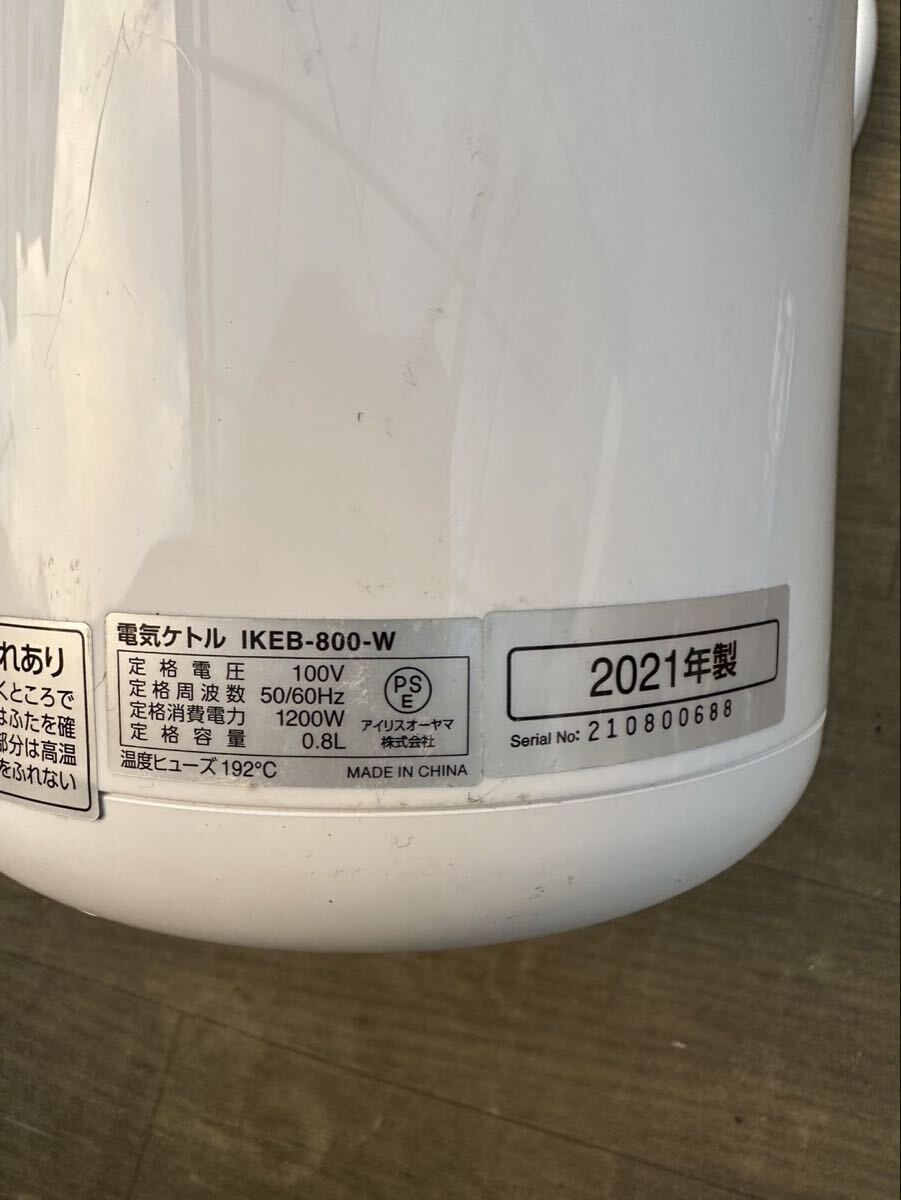 れあり
くところで
はふたを確
部分は高温
をふれない
電気ケトル IKEB-800-W
定格電圧 100V
定格周波数 50/60Hz
定格消費電力 1200W
定格容量 0.8L
温度ヒューズ 192℃
PS
E
アイリスオーヤマ
株式会社
MADE IN CHINA
2021年製
Serial No: 210800688